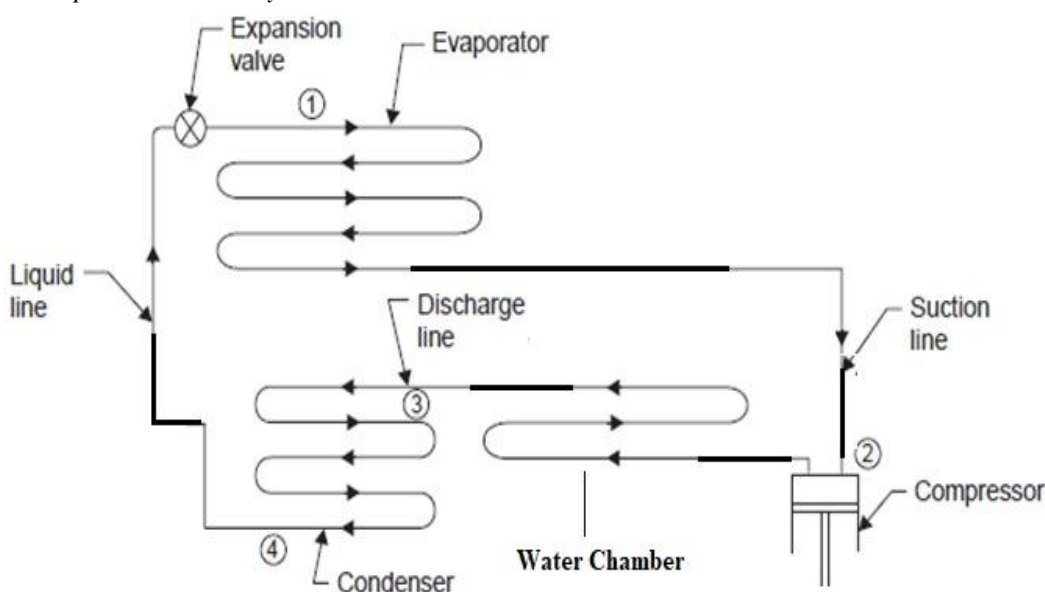 Expansion
valve
Evaporator
1
Liquid
line
Discharge
line
Suction
line
3
2
Compressor
4
Condenser
Water Chamber